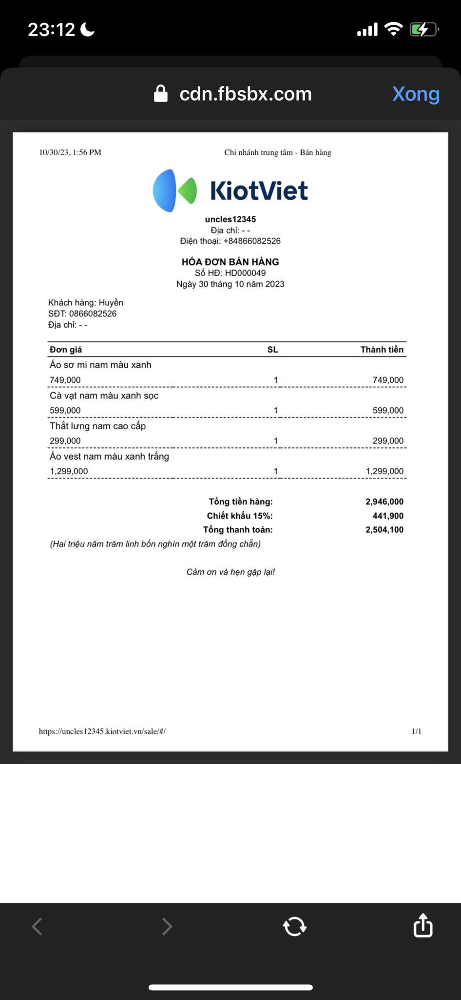 23:12
cdn.fbsbx.com Xong
10/30/23, 1:56 PM Chi nhánh trung tâm - Bán hàng
KiotViet
uncles12345
Địa chỉ: - -
Điện thoại: +84866082526
HÓA ĐƠN BÁN HÀNG
Số HĐ: HD000049
Ngày 30 tháng 10 năm 2023
Khách hàng: Huyền
SĐT: 0866082526
Địa chỉ: - -
Đơn giá SL Thành tiền
Áo sơ mi nam màu xanh
749,000 1 749,000
Cà vạt nam màu xanh sọc
599,000 1 599,000
Thắt lưng nam cao cấp
299,000 1 299,000
Áo vest nam màu xanh trắng
1,299,000 1 1,299,000
Tổng tiền hàng: 2,946,000
Chiết khấu 15%: 441,900
Tổng thanh toán: 2,504,100
(Hai triệu năm trăm linh bốn nghìn một trăm đồng chẵn)
Cảm ơn và hẹn gặp lại!
https://uncles12345.kiotviet.vn/sale/#/ 1/1